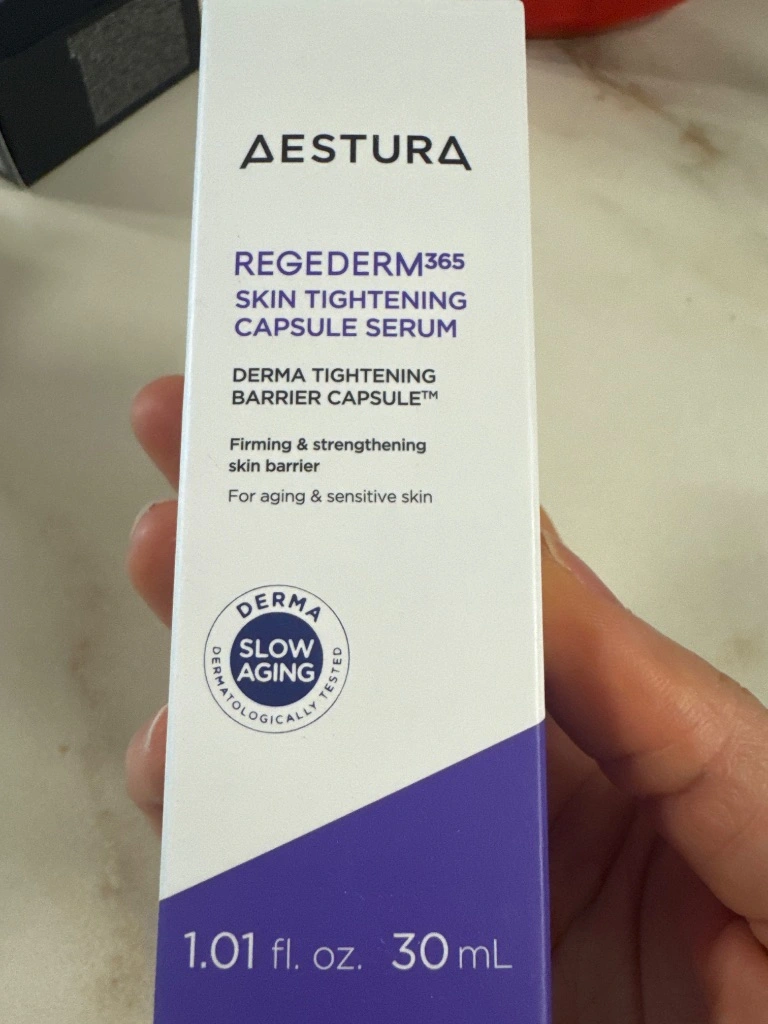 AESTURA
REGEDERM365
SKIN TIGHTENING
CAPSULE SERUM
DERMA TIGHTENING
BARRIER CAPSULE™
Firming & strengthening
skin barrier
For aging & sensitive skin
DERMA
SLOW
AGING
DERMATOLOGICALLY TESTED
1.01 fl. oz. 30 mL